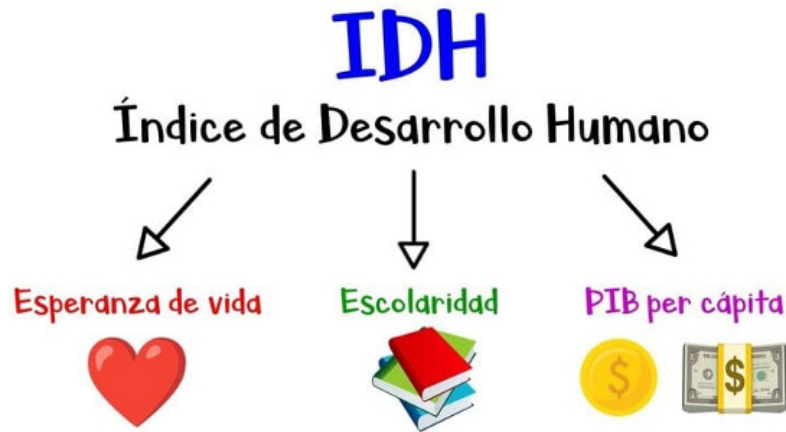 IDH
Índice de Desarrollo Humano
Esperanza de vida
Escolaridad
PIB per cápita
$
$